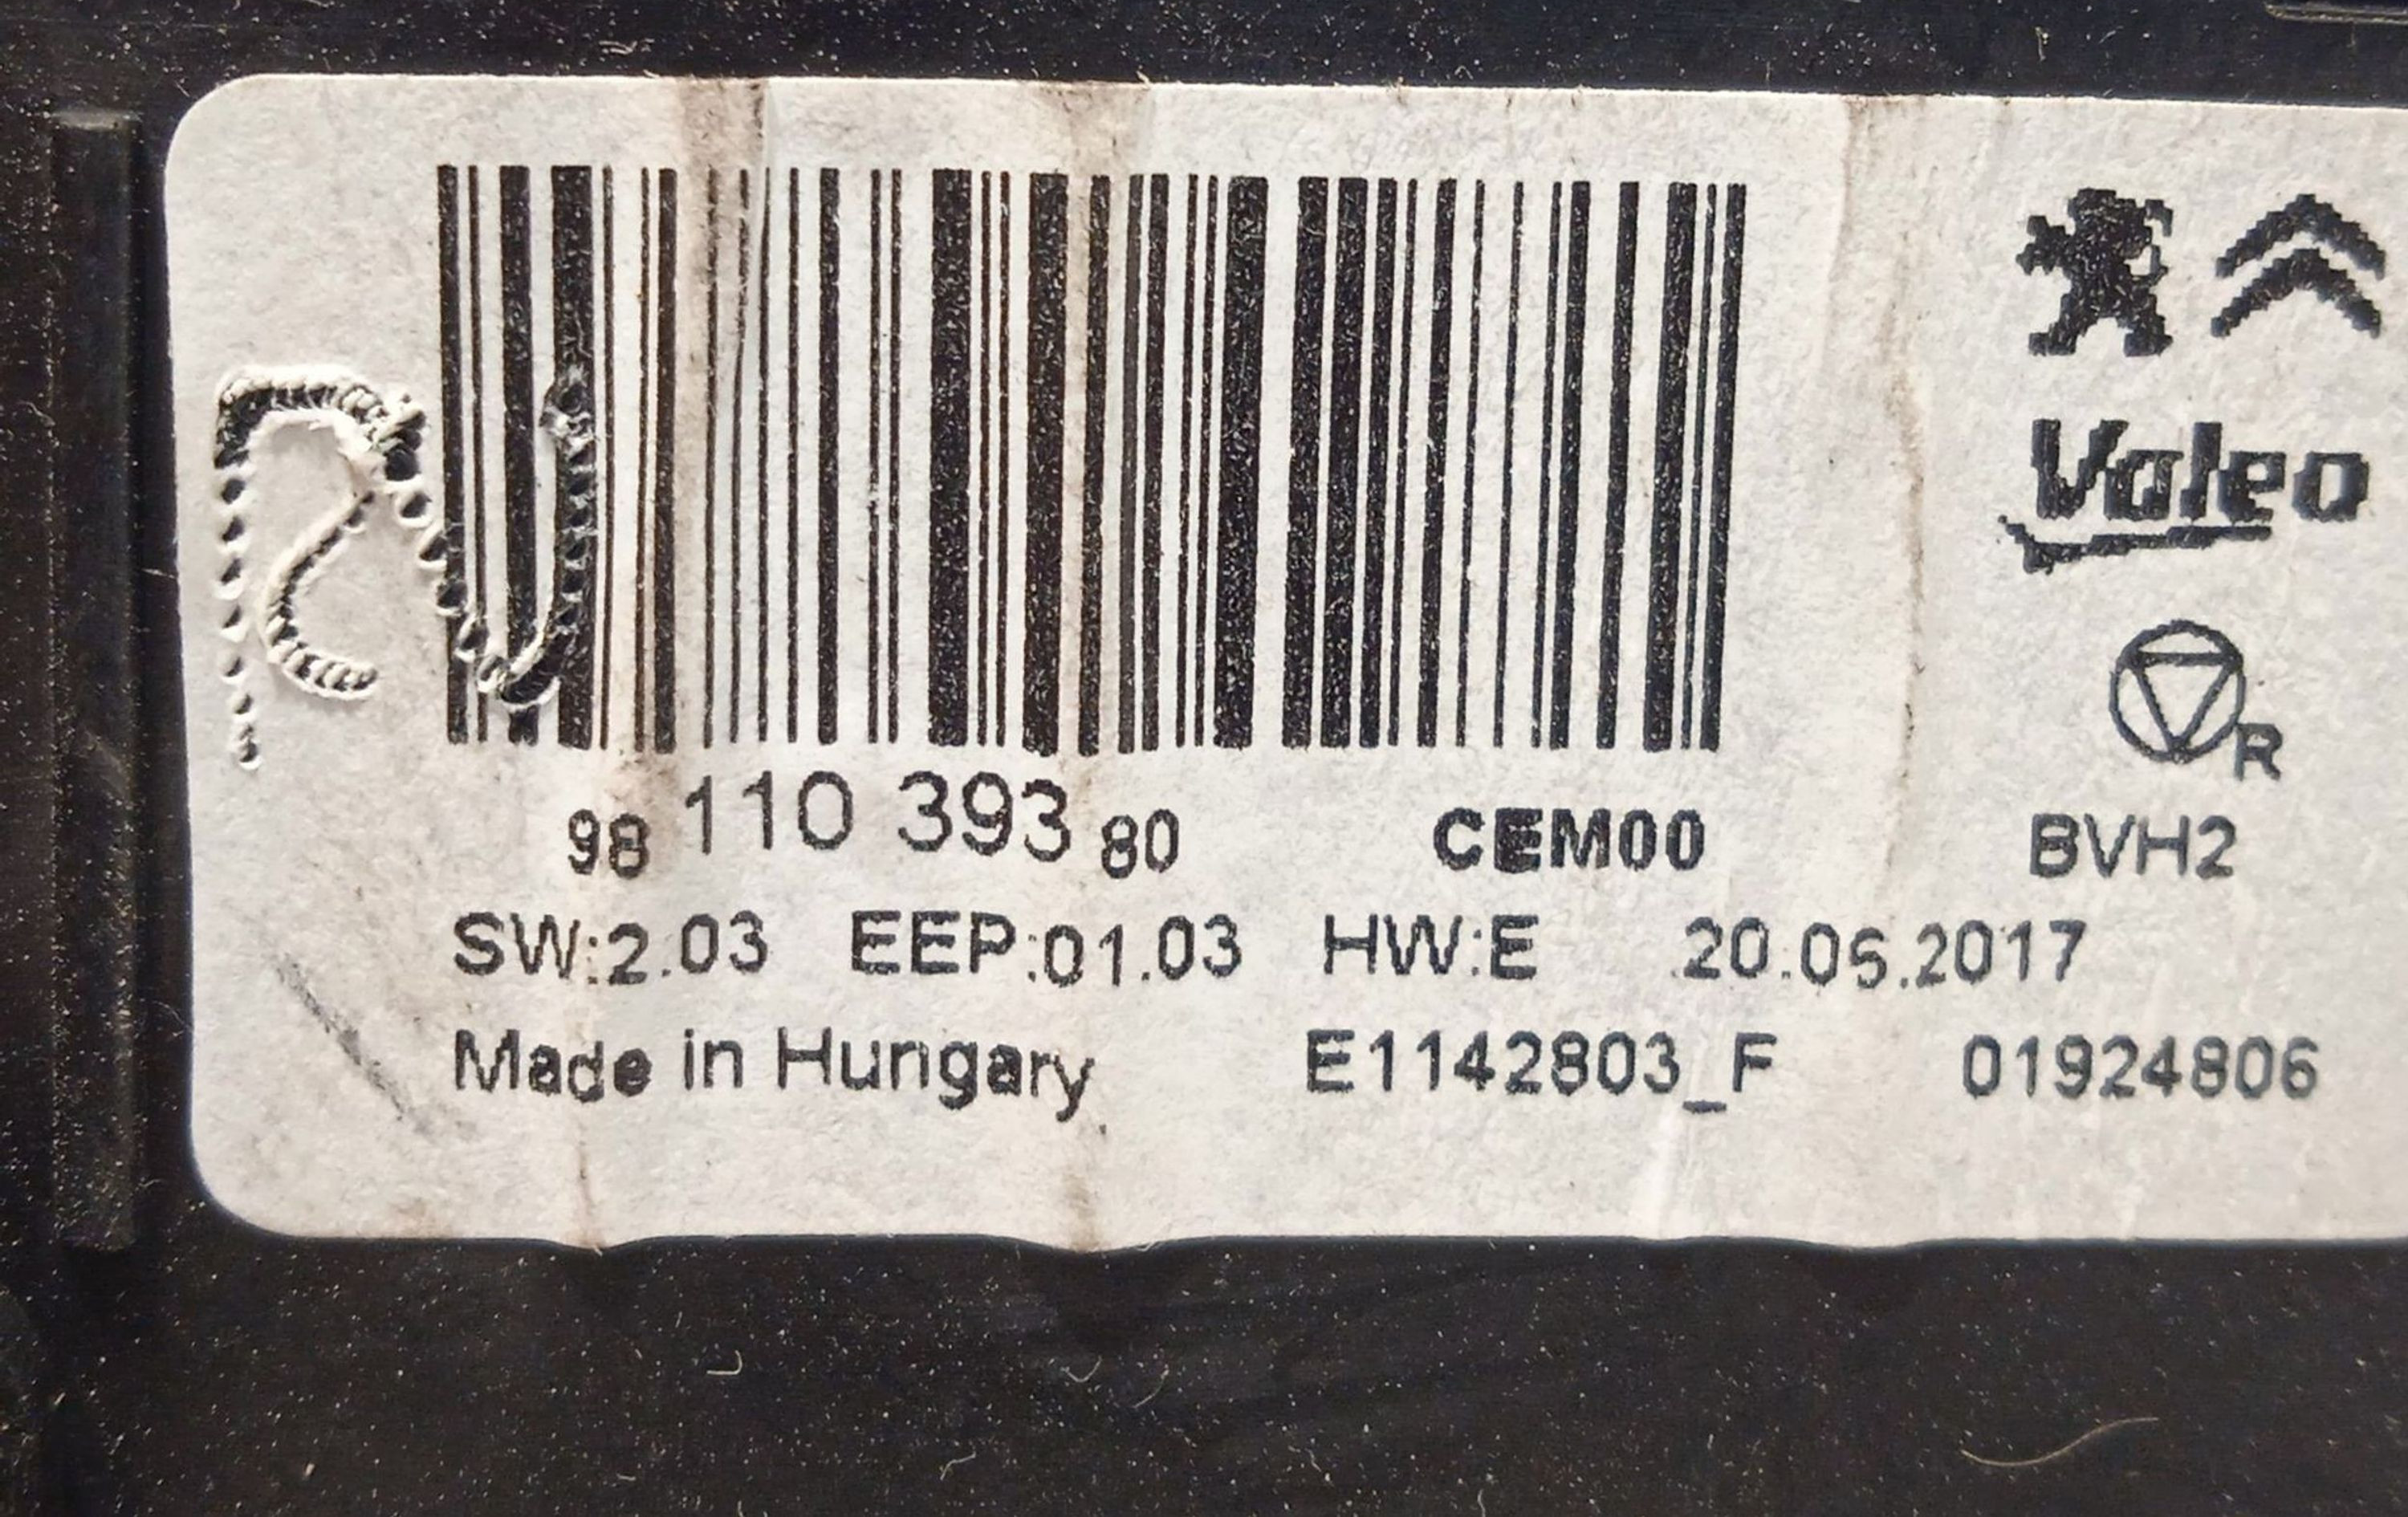 Valeo
R
98 110 393 80 CEM00 BVH2
SW:2.03 EEP:01.03 HW:E 20.06.2017
Made in Hungary E1142803_F 01924806